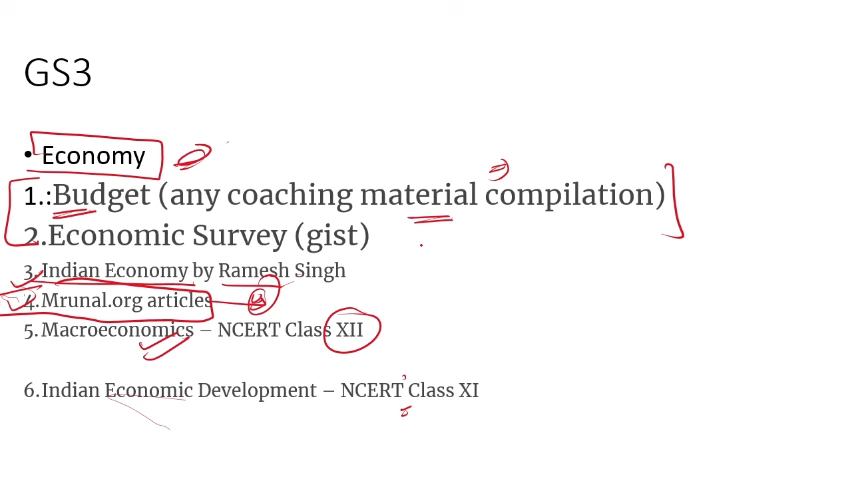 GS3
• Economy
1.:Budget (any coaching material compilation)
2.Economic Survey (gist)
3. Indian Economy by Ramesh Singh
4. Mrunal.org articles
5. Macroeconomics – NCERT Class XII
6. Indian Economic Development – NCERT Class XI